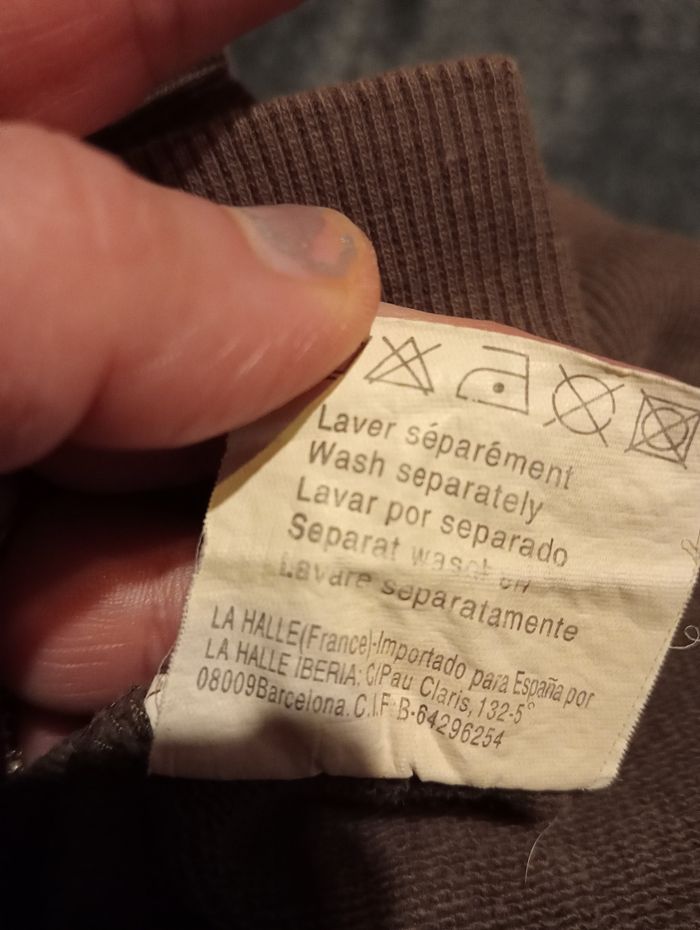 Laver séparément
Wash separately
Lavar por separado
Separat waschen
Lavare separatamente
LA HALLE(France)-Importado para España por
LA HALLE IBERIA: C/Pau Claris, 132-5°
08009Barcelona. C.I.F B-64296254